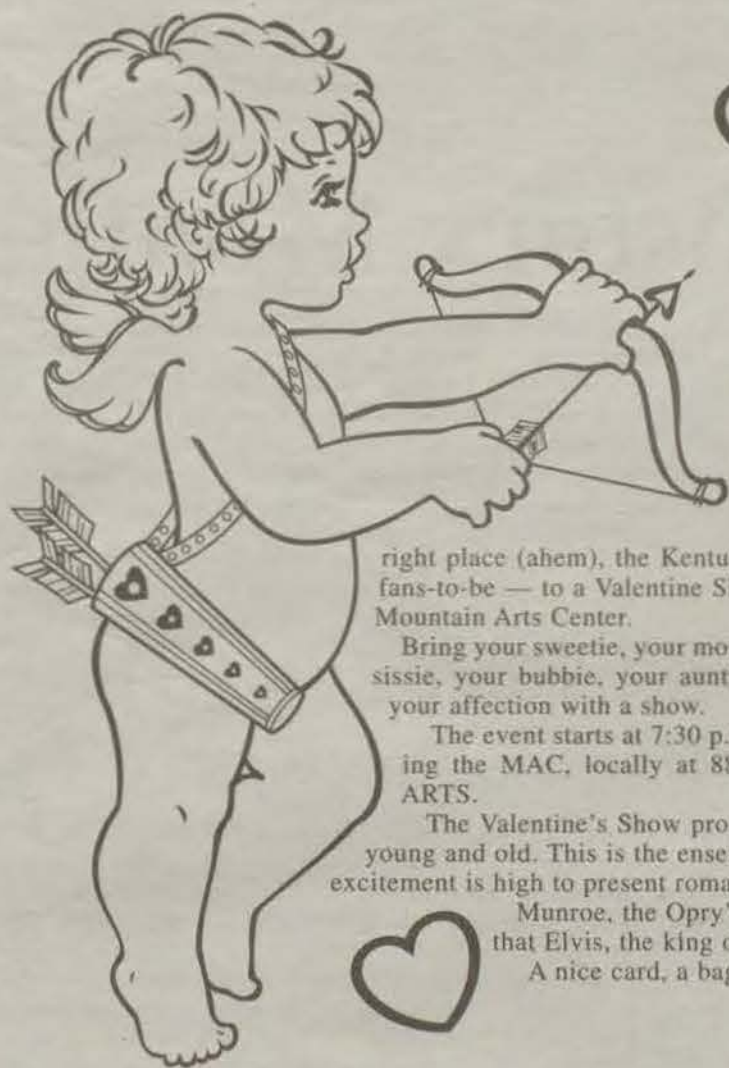 right place (ahem), the Kentu
fans-to-be — to a Valentine S
Mountain Arts Center.
Bring your sweetie, your mo
sissie, your bubbie, your aunt
your affection with a show.
The event starts at 7:30 p.
ing the MAC, locally at 88
ARTS.
The Valentine's Show pro
young and old. This is the ense
excitement is high to present roma
Munroe, the Opry'
that Elvis, the king o
A nice card, a bag